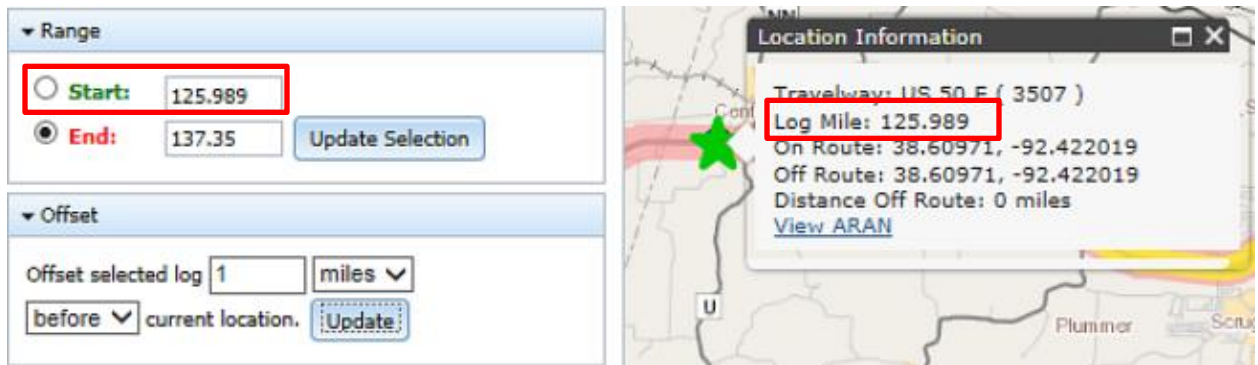 Range
Start: 125.989
End: 137.35 Update Selection
Offset
Offset selected log 1 miles
before current location. Update
NN
Location Information
Travelway: US 50 E ( 3507 )
Log Mile: 125.989
On Route: 38.60971, -92.422019
Off Route: 38.60971, -92.422019
Distance Off Route: 0 miles
View ARAN
U
Plummer